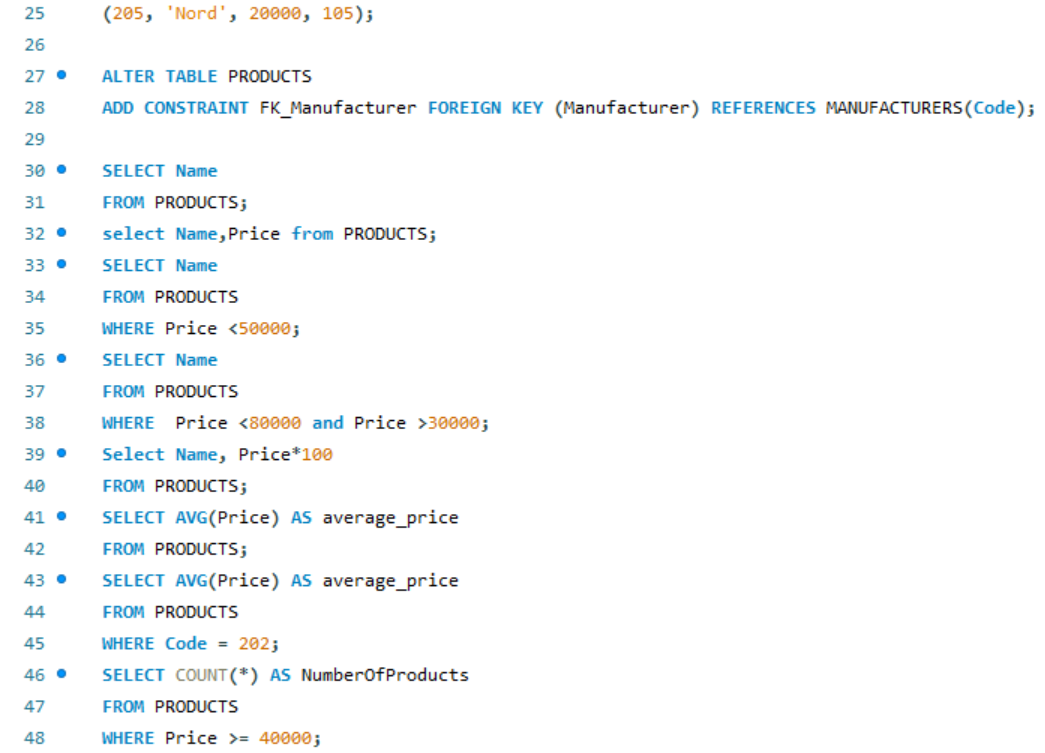 25 (205, 'Nord', 20000, 105);
26
27 ALTER TABLE PRODUCTS
28 ADD CONSTRAINT FK_Manufacturer FOREIGN KEY (Manufacturer) REFERENCES MANUFACTURERS(Code);
29
30 SELECT Name
31 FROM PRODUCTS;
32 select Name,Price from PRODUCTS;
33 SELECT Name
34 FROM PRODUCTS
35 WHERE Price <50000;
36 SELECT Name
37 FROM PRODUCTS
38 WHERE  Price <80000 and Price >30000;
39 Select Name, Price*100
40 FROM PRODUCTS;
41 SELECT AVG(Price) AS average_price
42 FROM PRODUCTS;
43 SELECT AVG(Price) AS average_price
44 FROM PRODUCTS
45 WHERE Code = 202;
46 SELECT COUNT(*) AS NumberOfProducts
47 FROM PRODUCTS
48 WHERE Price >= 40000;